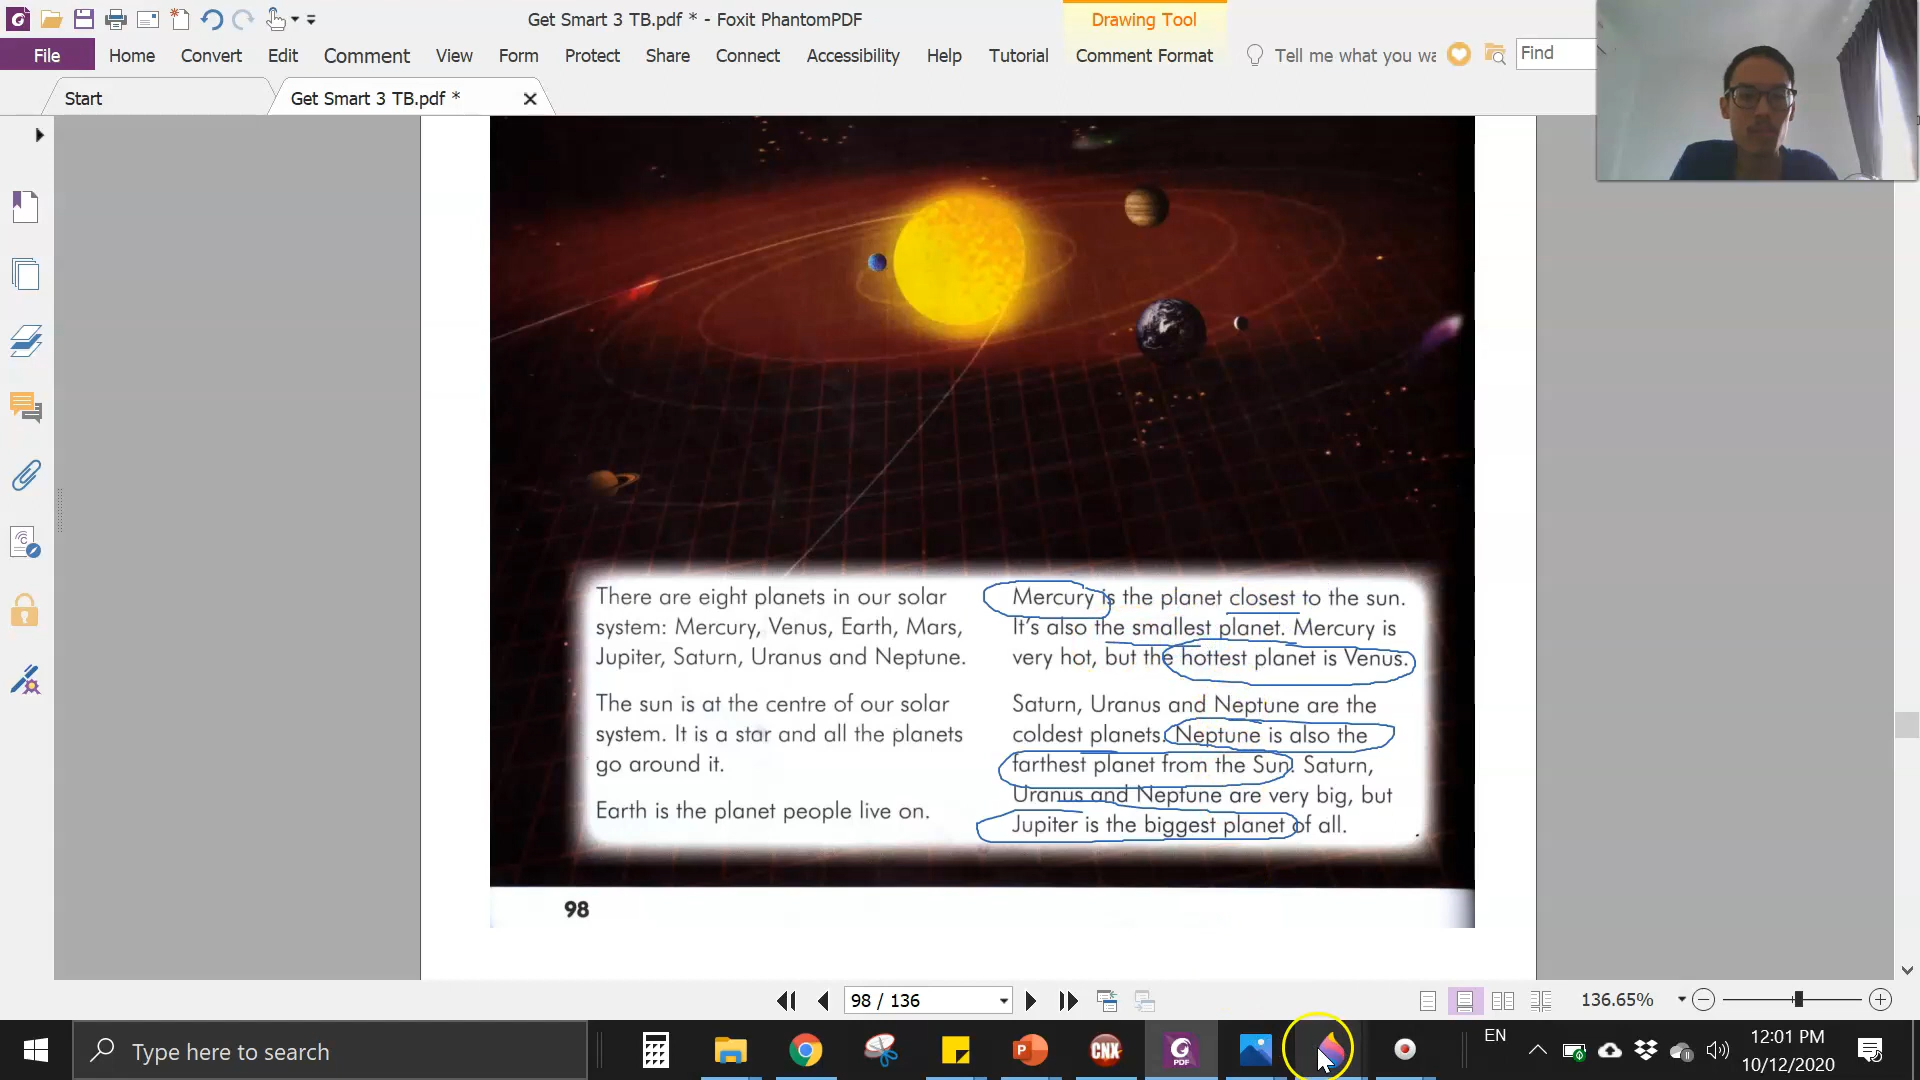 Get Smart 3 TB.pdf * - Foxit PhantomPDF
Drawing Tool
File
Home
Convert
Edit
Comment
View
Form
Protect
Share
Connect
Accessibility
Help
Tutorial
Comment Format
Tell me what you wa
Find
Start
Get Smart 3 TB.pdf *
There are eight planets in our solar
system: Mercury, Venus, Earth, Mars,
Jupiter, Saturn, Uranus and Neptune.
The sun is at the centre of our solar
system. It is a star and all the planets
go around it.
Earth is the planet people live on.
Mercury is the planet closest to the sun.
It's also the smallest planet. Mercury is
very hot, but the hottest planet is Venus.
Saturn, Uranus and Neptune are the
coldest planets. Neptune is also the
farthest planet from the Sun. Saturn,
Uranus and Neptune are very big, but
Jupiter is the biggest planet of all.
98
98 / 136
136.65%
Type here to search
CNX
PDF
EN
12:01 PM
10/12/2020